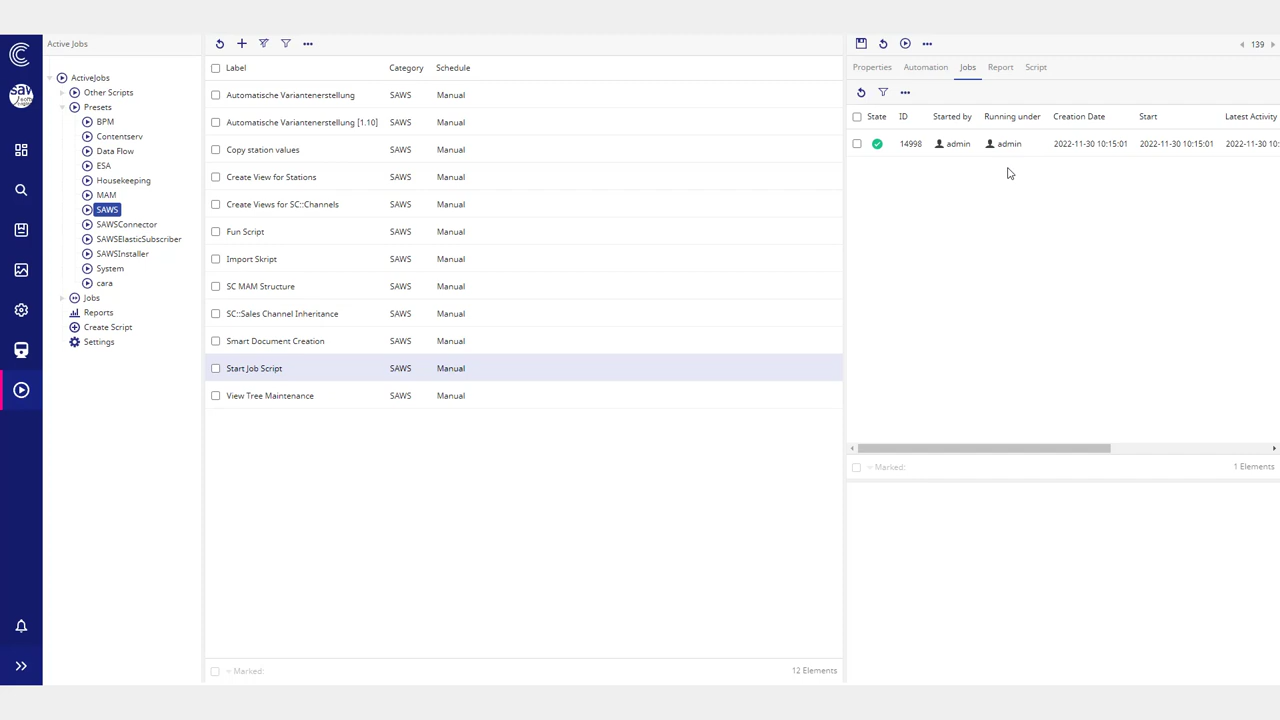 Active Jobs
ActiveJobs
Other Scripts
Presets
BPM
Contentserv
Data Flow
ESA
Housekeeping
MAM
SAWS
SAWSConnector
SAWSElasticSubscriber
SAWSInstaller
System
cara
Jobs
Reports
Create Script
Settings
Label Category Schedule
Automatische Variantenerstellung SAWS Manual
Automatische Variantenerstellung [1.10] SAWS Manual
Copy station values SAWS Manual
Create View for Stations SAWS Manual
Create Views for SC::Channels SAWS Manual
Fun Script SAWS Manual
Import Skript SAWS Manual
SC MAM Structure SAWS Manual
SC::Sales Channel Inheritance SAWS Manual
Smart Document Creation SAWS Manual
Start Job Script SAWS Manual
View Tree Maintenance SAWS Manual
Marked: 12 Elements
139
Properties Automation Jobs Report Script
State ID Started by Running under Creation Date Start Latest Activity
14998 admin admin 2022-11-30 10:15:01 2022-11-30 10:15:01 2022-11-30 10:
Marked: 1 Elements